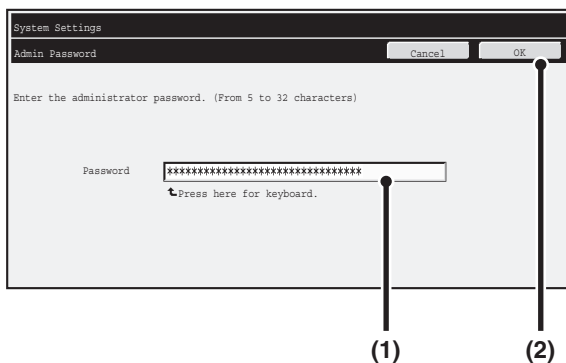 System Settings
Admin Password Cancel OK
Enter the administrator password. (From 5 to 32 characters)
Password ********************************
Press here for keyboard.
(1) (2)